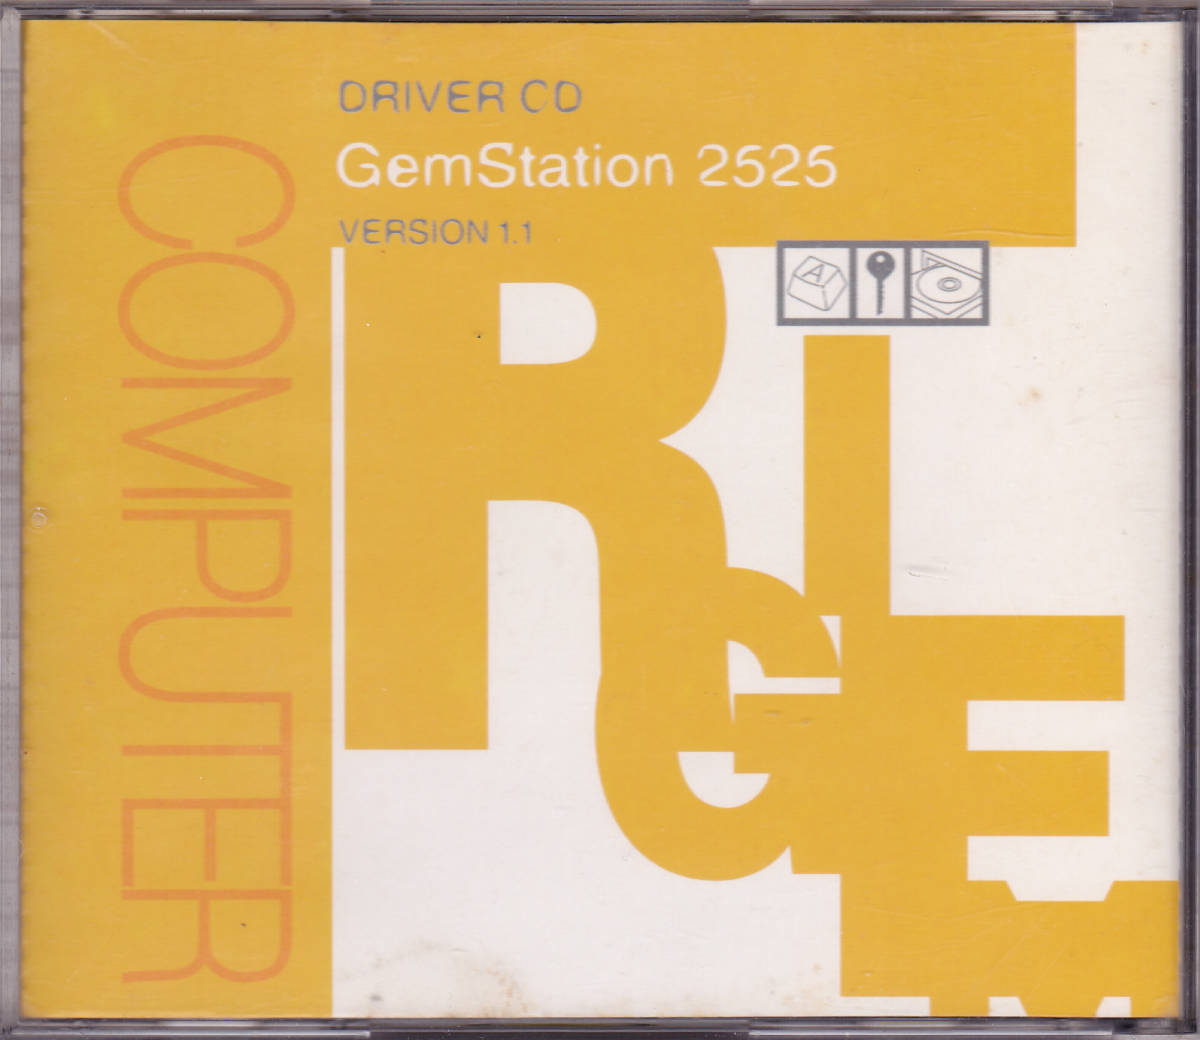 DRIVER CD
GemStation 2525
VERSION 1.1
COMPUTER
A